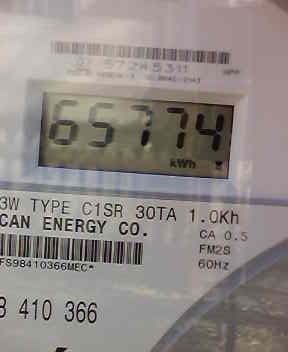 65774
kWh
3W TYPE C1SR 30TA 1.0Kh
CAN ENERGY CO.
CA 0.5
FM2S
FS98410366MEC*
60Hz
8 410 366